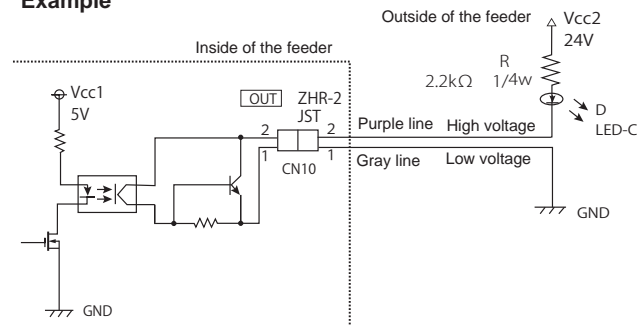 Example
Outside of the feeder
Vcc2
24V
Inside of the feeder
R
2.2kΩ 1/4w
Vcc1
5V
OUT
ZHR-2
JST
D
LED-C
2
2
Purple line High voltage
1
1
CN10
Gray line Low voltage
GND
GND